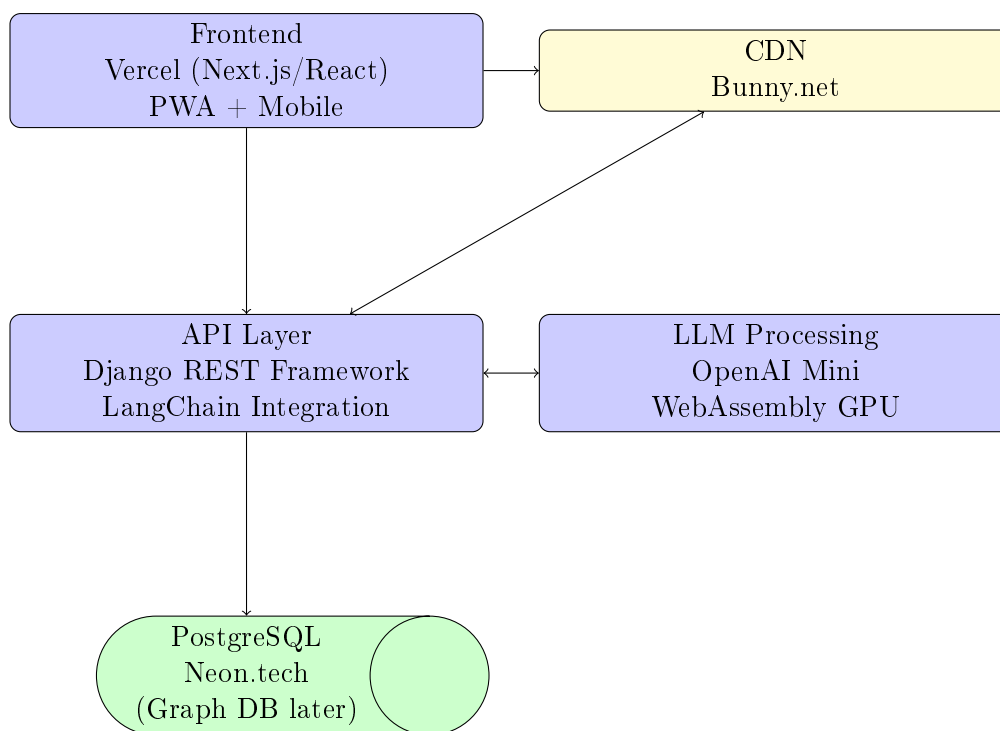 Frontend
Vercel (Next.js/React)
PWA + Mobile
CDN
Bunny.net
API Layer
Django REST Framework
LangChain Integration
LLM Processing
OpenAI Mini
WebAssembly GPU
PostgreSQL
Neon.tech
(Graph DB later)